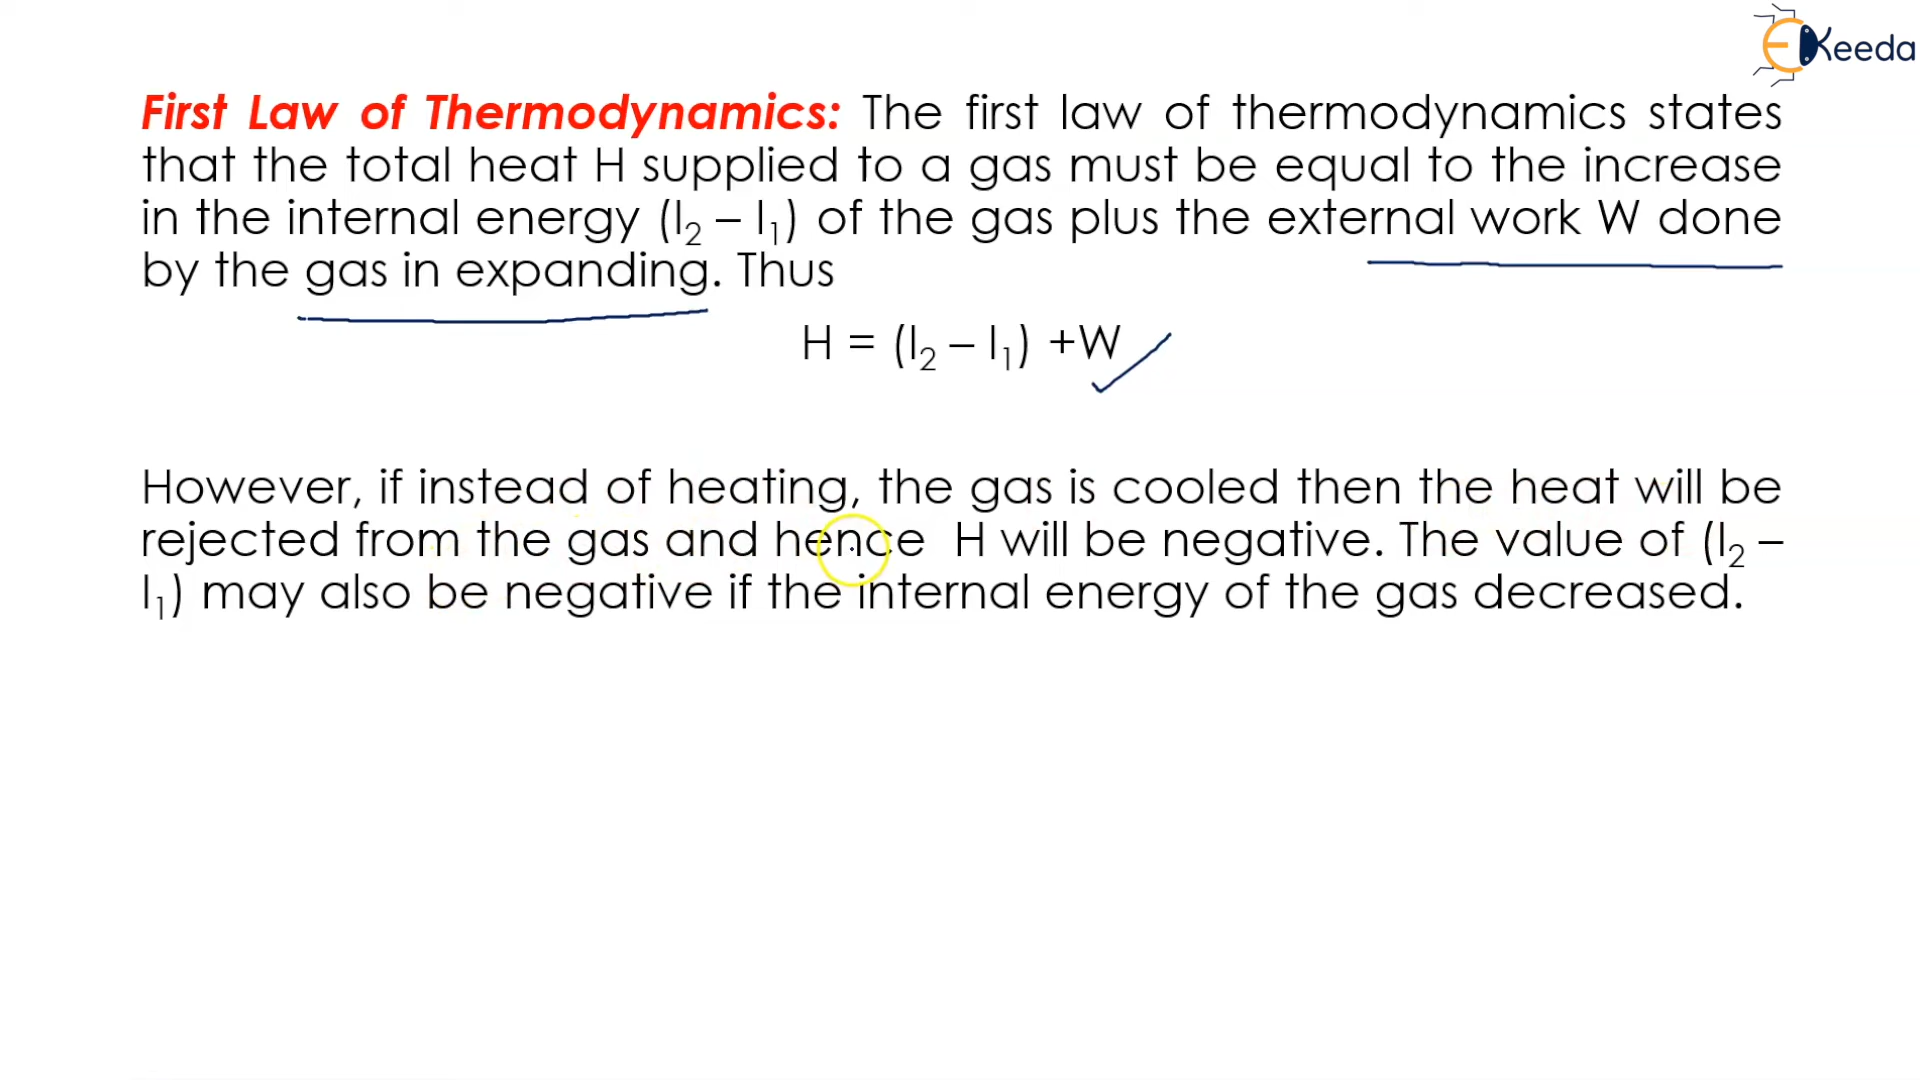 EKeeda
First Law of Thermodynamics: The first law of thermodynamics states
that the total heat H supplied to a gas must be equal to the increase
in the internal energy (I₂ – I₁) of the gas plus the external work W done
by the gas in expanding. Thus
H = (I₂ – I₁) +W
However, if instead of heating, the gas is cooled then the heat will be
rejected from the gas and hence H will be negative. The value of (I₂ –
I₁) may also be negative if the internal energy of the gas decreased.